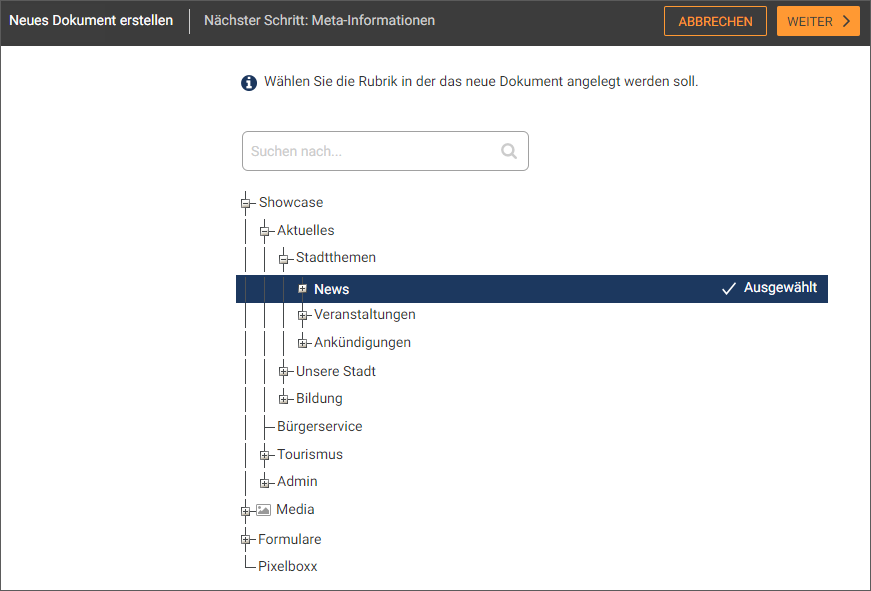 Neues Dokument erstellen
Nächster Schritt: Meta-Informationen
ABBRECHEN
WEITER
Wählen Sie die Rubrik in der das neue Dokument angelegt werden soll.
Suchen nach...
Showcase
Aktuelles
Stadtthemen
News
Ausgewählt
Veranstaltungen
Ankündigungen
Unsere Stadt
Bildung
Bürgerservice
Tourismus
Admin
Media
Formulare
Pixelboxx